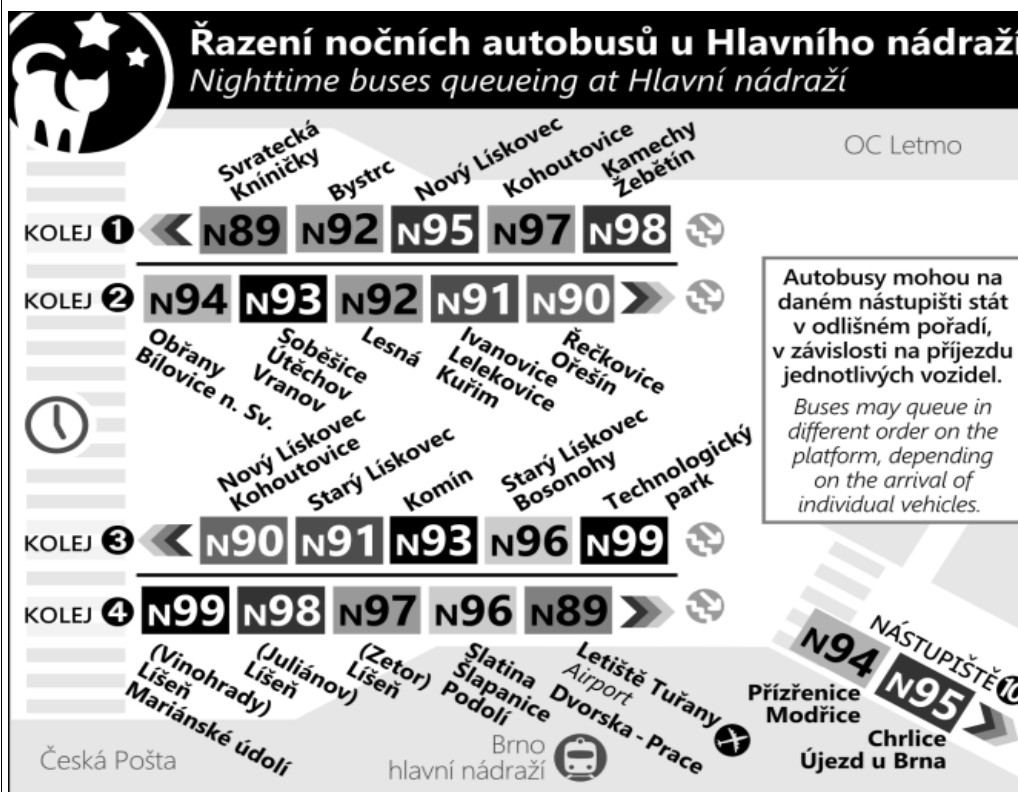 Řazení nočních autobusů u Hlavního nádraží
Nighttime buses queueing at Hlavní nádraží
OC Letmo
Svratecká
Kníničky
Bystrc
Nový Lískovec
Kohoutovice
Kamechy
Žebětín
KOLEJ 1 N89 N92 N95 N97 N98
KOLEJ 2 N94 N93 N92 N91 N90
Obřany
Bílovice n. Sv.
Soběšice
Útěchov
Vranov
Lesná
Ivanovice
Lelekovice
Kuřim
Řečkovice
Ořešín
Autobusy mohou na
daném nástupišti stát
v odlišném pořadí,
v závislosti na příjezdu
jednotlivých vozidel.
Buses may queue in
different order on the
platform, depending
on the arrival of
individual vehicles.
Nový Lískovec
Kohoutovice
Starý Lískovec
Komín
Starý Lískovec
Bosonohy
Technologický
park
KOLEJ 3 N90 N91 N93 N96 N99
KOLEJ 4 N99 N98 N97 N96 N89
(Vinohrady)
Líšeň
Mariánské údolí
(Juliánov)
Líšeň
(Zetor)
Líšeň
Slatina
Šlapanice
Podolí
Letiště Tuřany
Airport
Dvorska - Prace
NÁSTUPIŠTĚ 10
N94 N95
Přízřenice
Modřice
Chrlice
Újezd u Brna
Česká Pošta
Brno
hlavní nádraží